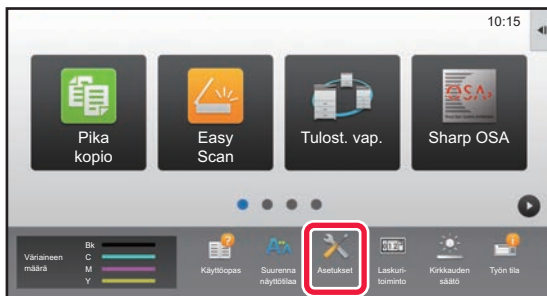 10:15
Pika
kopio
Easy
Scan
Tulost. vap.
Sharp OSA
Väriaineen
määrä
Bk
C
M
Y
Käyttöopas
Suurenna
näyttötilaa
Asetukset
Laskuri-
toiminto
Kirkkauden
säätö
Työn tila